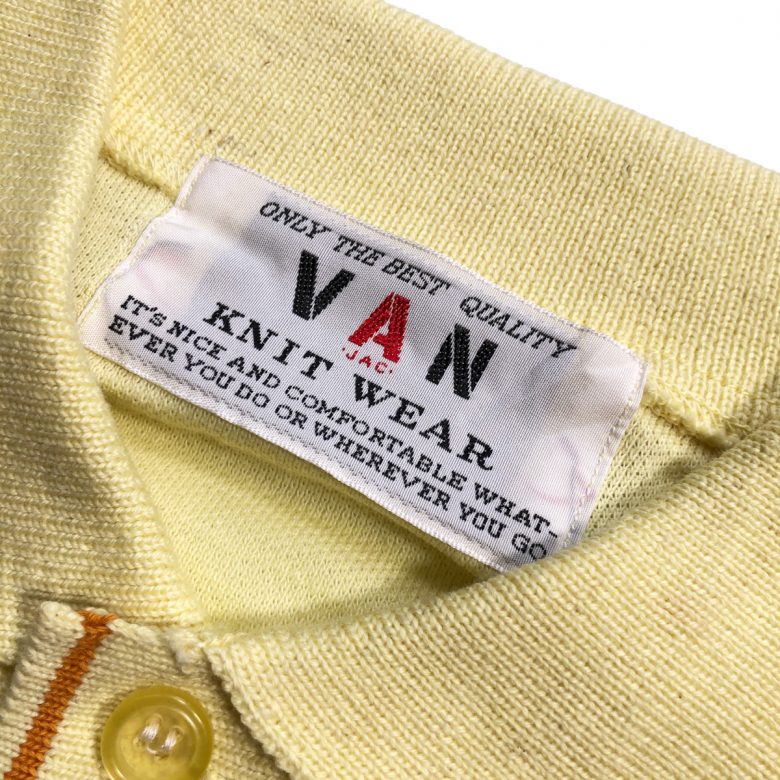 ONLY THE BEST QUALITY
VAN
"JAC"
KNIT WEAR
IT'S NICE AND COMFORTABLE WHAT-
EVER YOU DO OR WHEREVER YOU GO